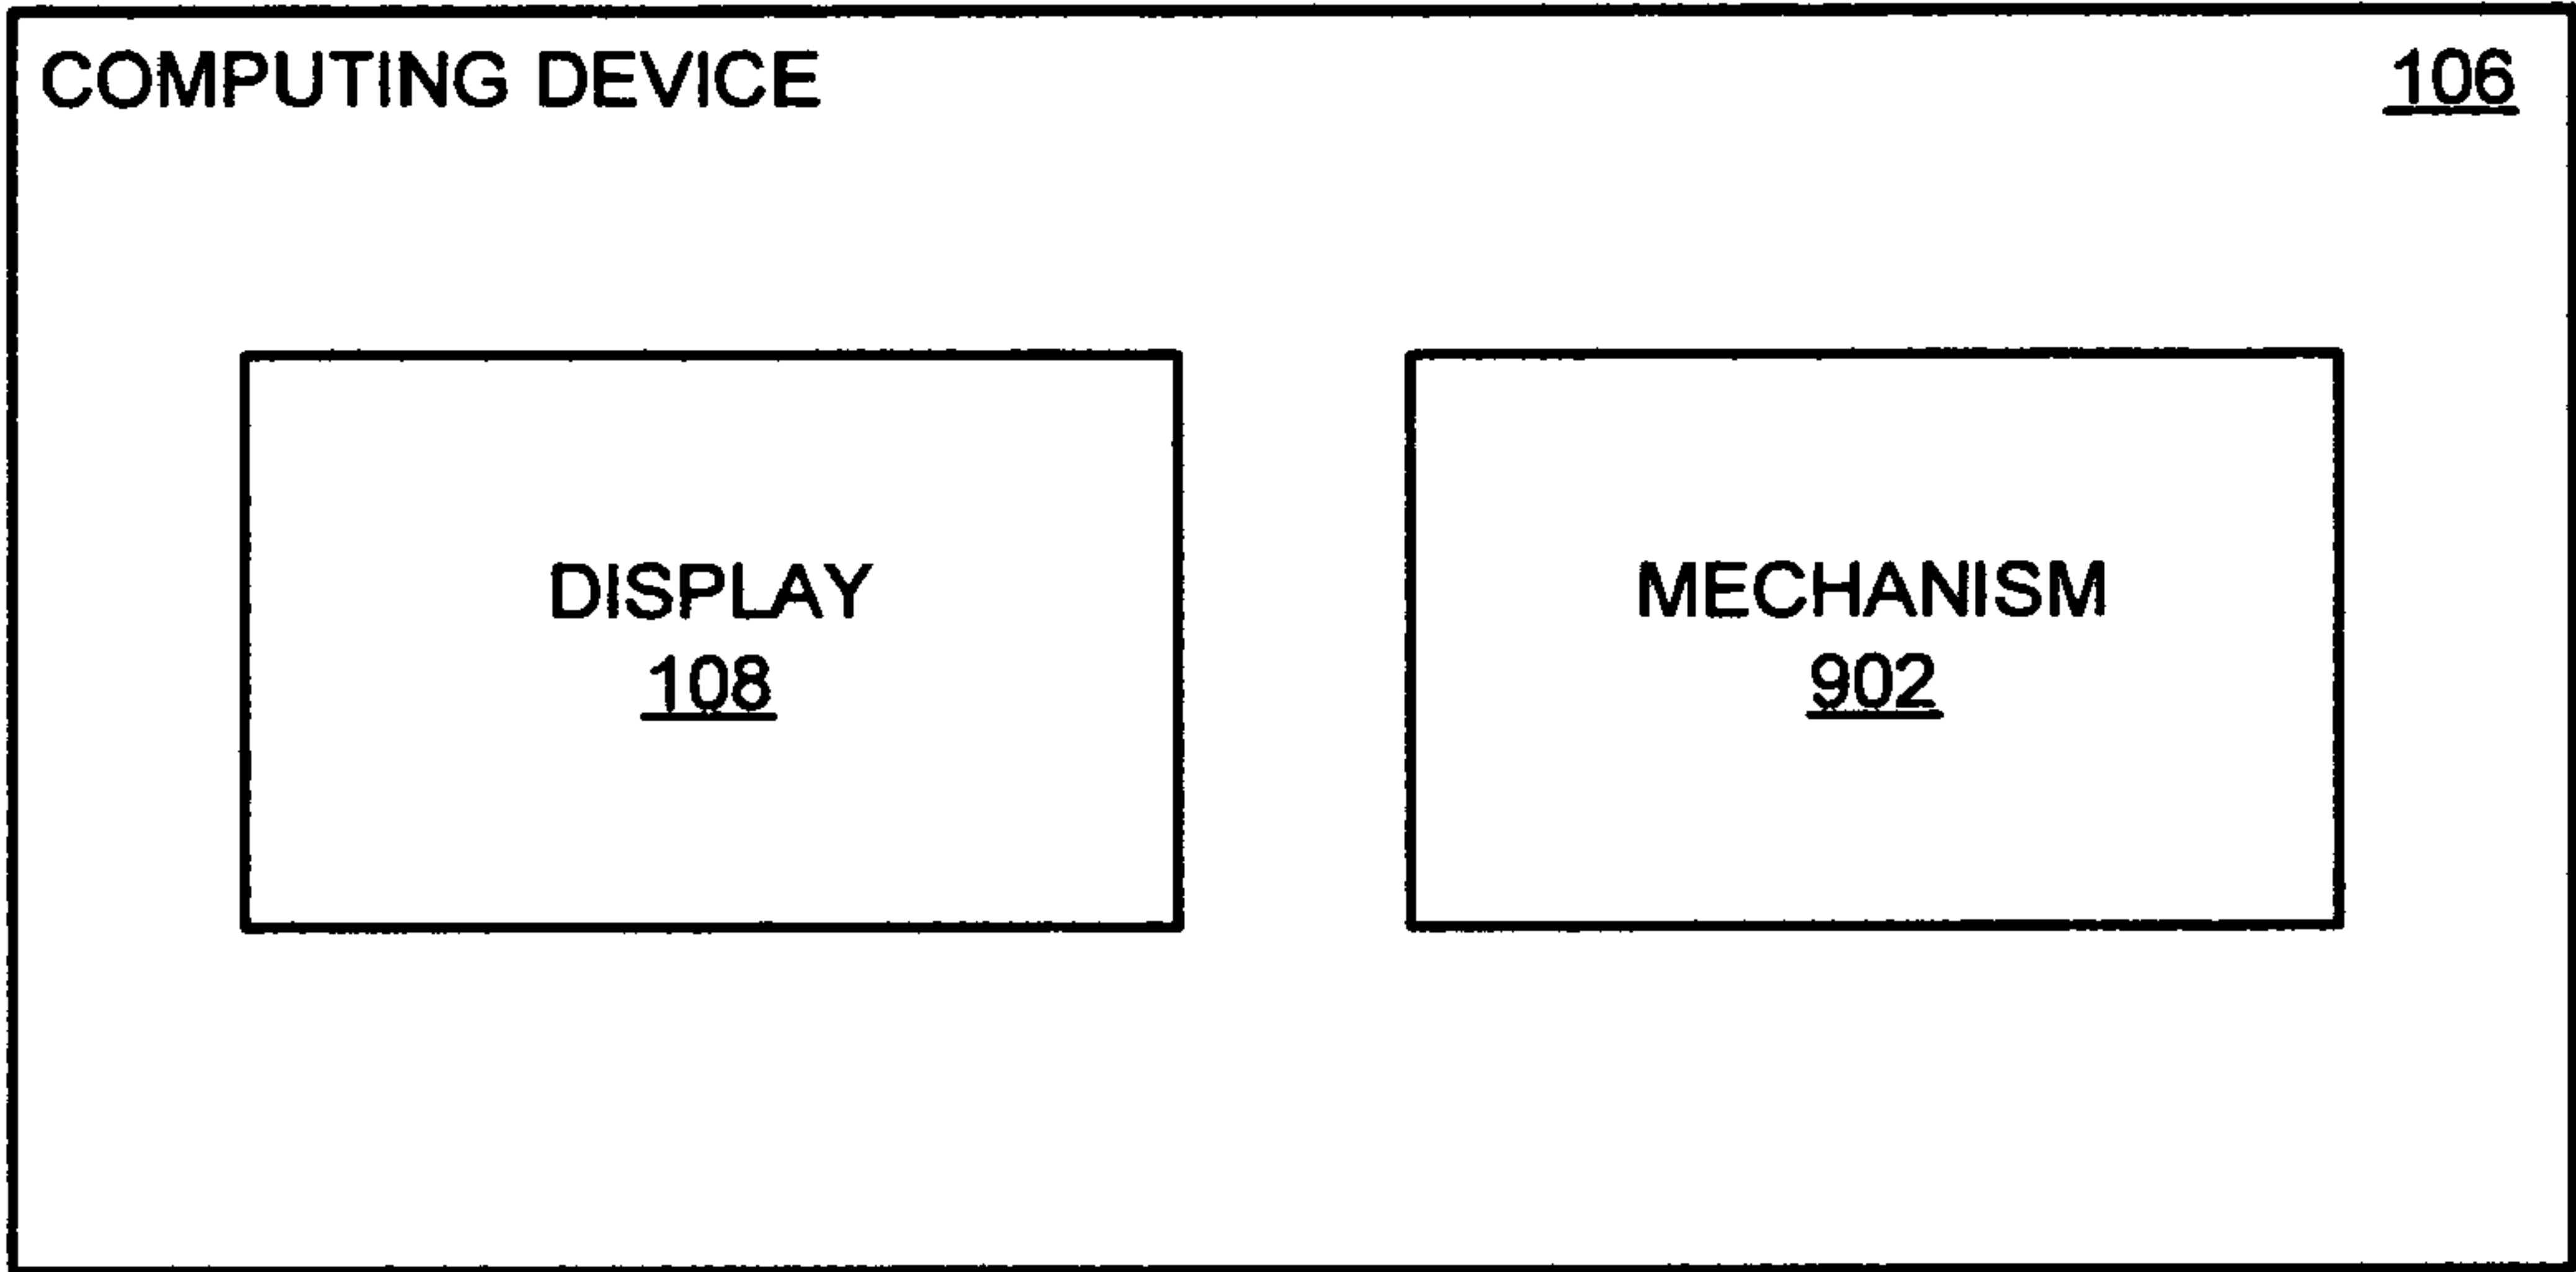 COMPUTING DEVICE 106
DISPLAY
108
MECHANISM
902